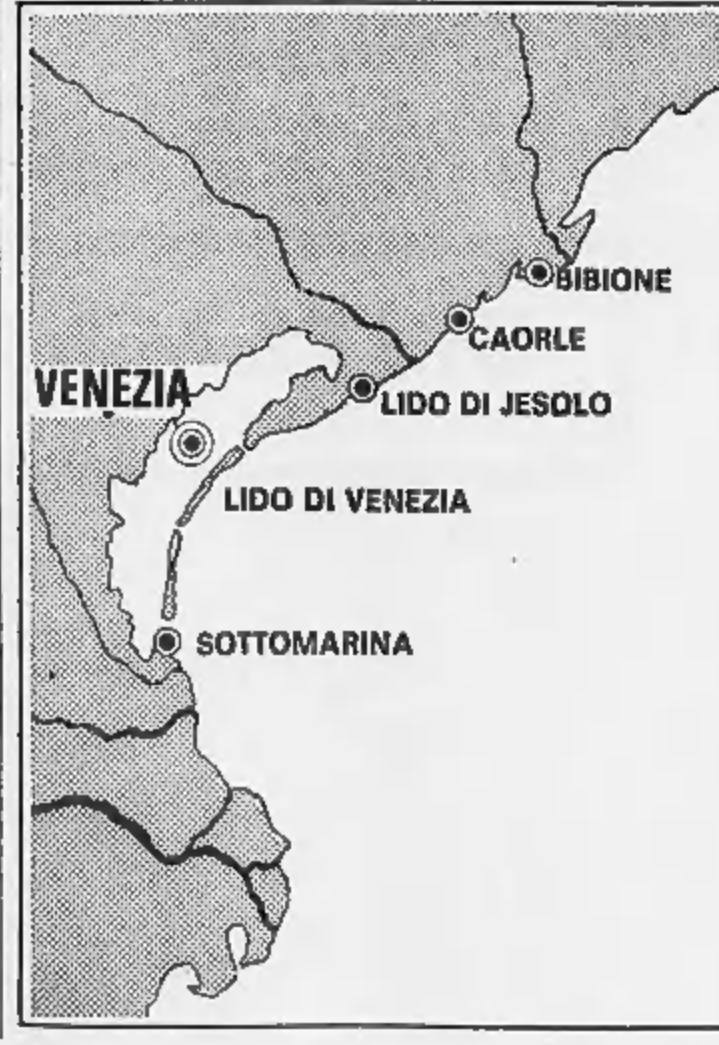 BIBIONE
CAORLE
VENEZIA
LIDO DI JESOLO
LIDO DI VENEZIA
SOTTOMARINA